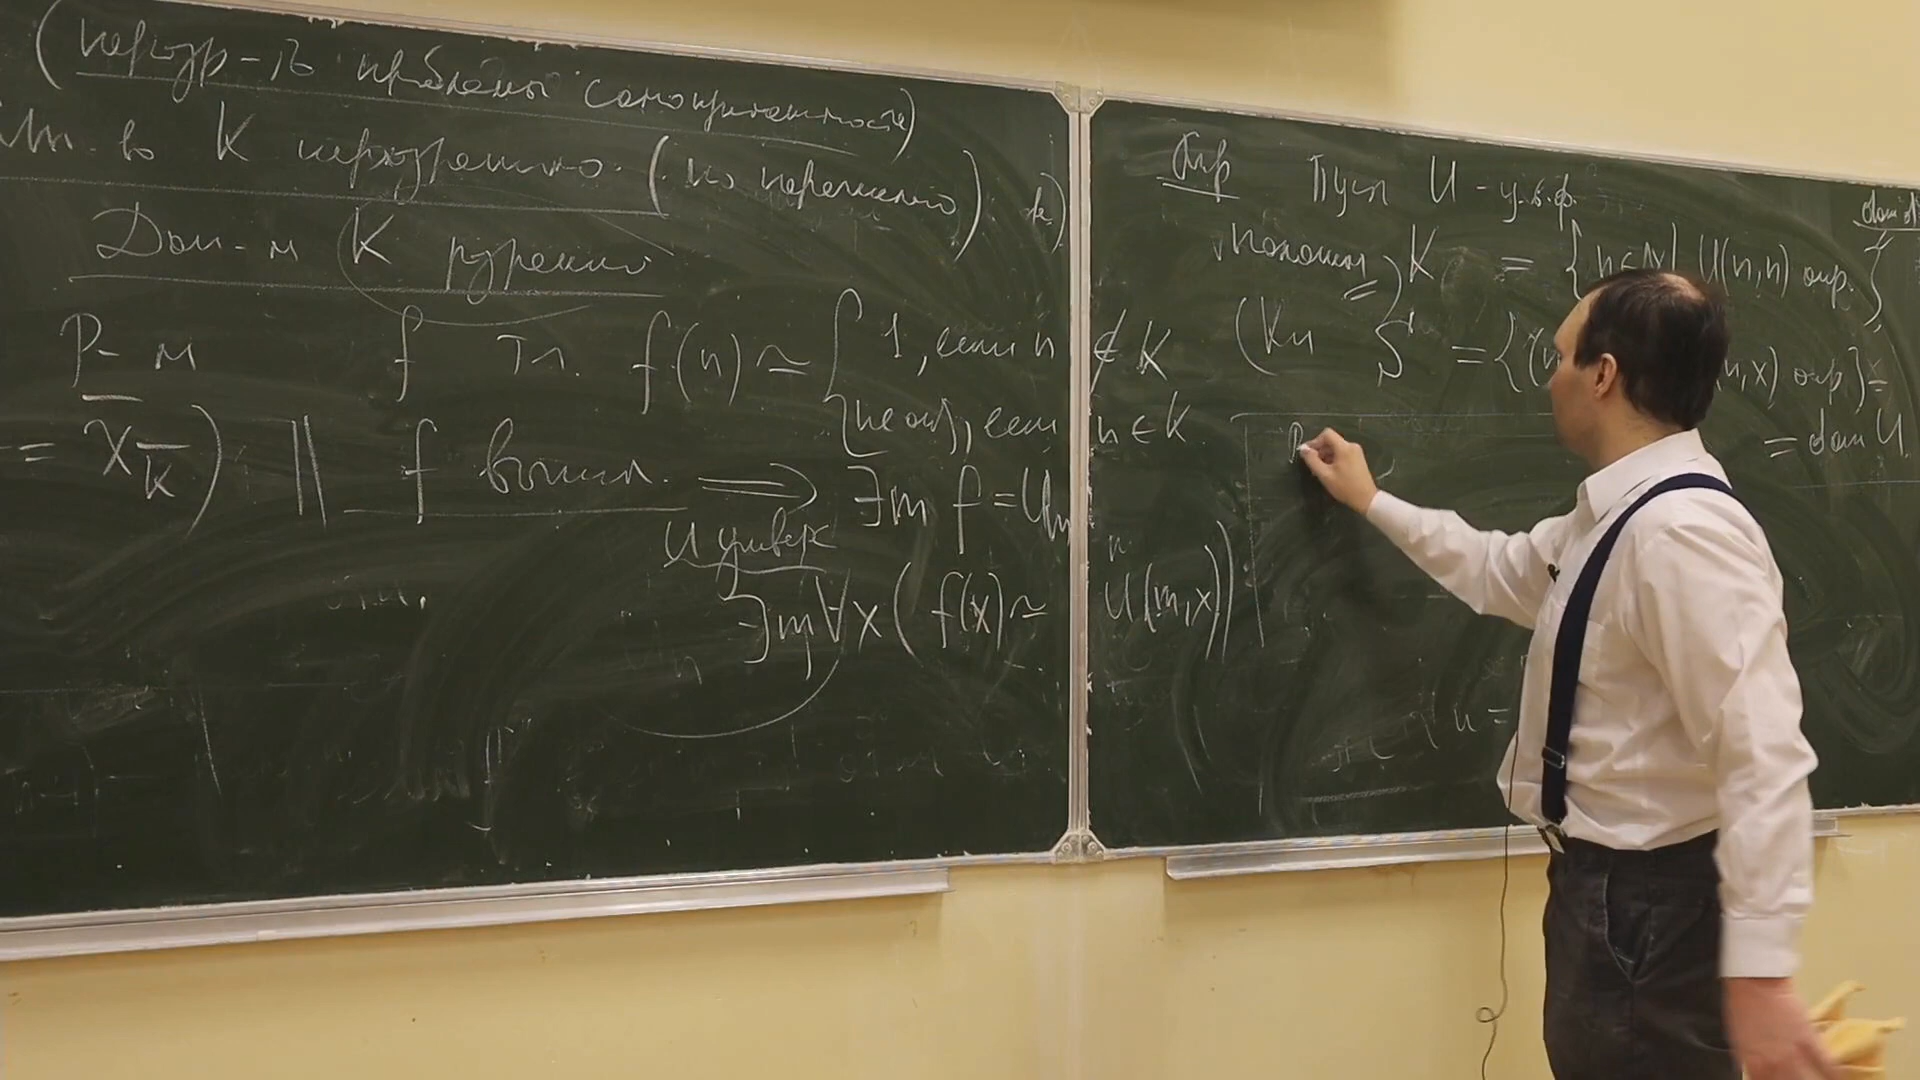 (неразр-ть проблемы самоприменимости)
Мн-во K неразрешимо. (но перечислимо)
Доп-м K разрешимо
Р-м f т.ч. f(n) ≃ { 1, если n ∉ K
не опр, если n ∈ K
= χ_K̅) || f вычисл. ⟹ ∃m f = U_m
U универс
∃m∀x (f(x) ≃ U(m,x))
Опр Пусть U - у.в.ф.
положим K = {n∈N | U(n,n) опр.}
S = {(n, x) опр} =
= dom U